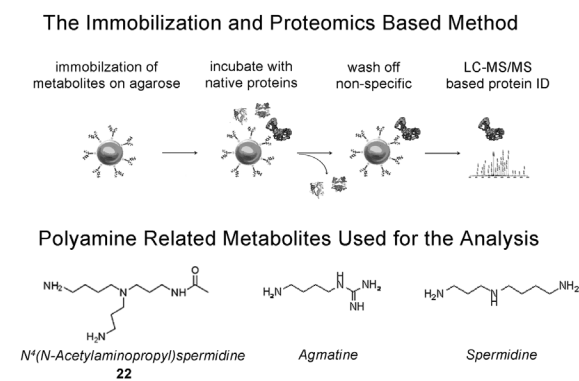 The Immobilization and Proteomics Based Method
immobilzation of
metabolites on agarose
incubate with
native proteins
wash off
non-specific
LC-MS/MS
based protein ID
Polyamine Related Metabolites Used for the Analysis
NH₂
N
NH
O
H₂N
N⁴(N-Acetylaminopropyl)spermidine
22
H₂N
H
N
NH₂
NH
Agmatine
H₂N
N
H
NH₂
Spermidine